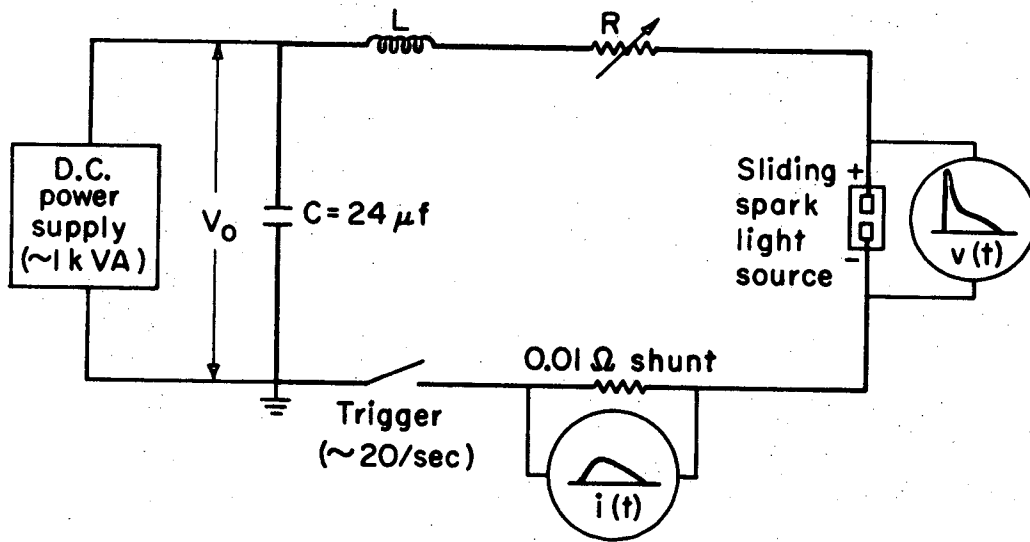 L
R
D.C.
power
supply
(~1 kVA)
V₀
C = 24 μf
Sliding +
spark
light
source -
v(t)
0.01 Ω shunt
Trigger
(~20/sec)
i(t)